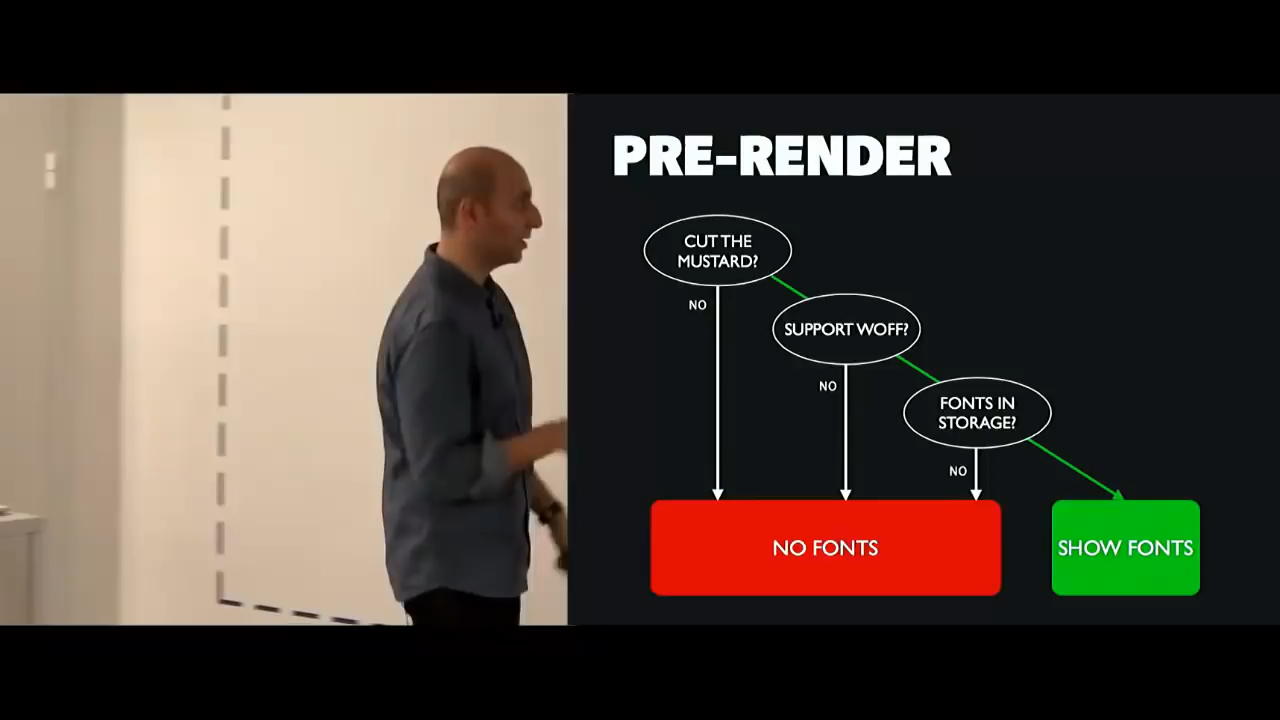 PRE-RENDER
CUT THE
MUSTARD?
NO
SUPPORT WOFF?
NO
FONTS IN
STORAGE?
NO
NO FONTS
SHOW FONTS